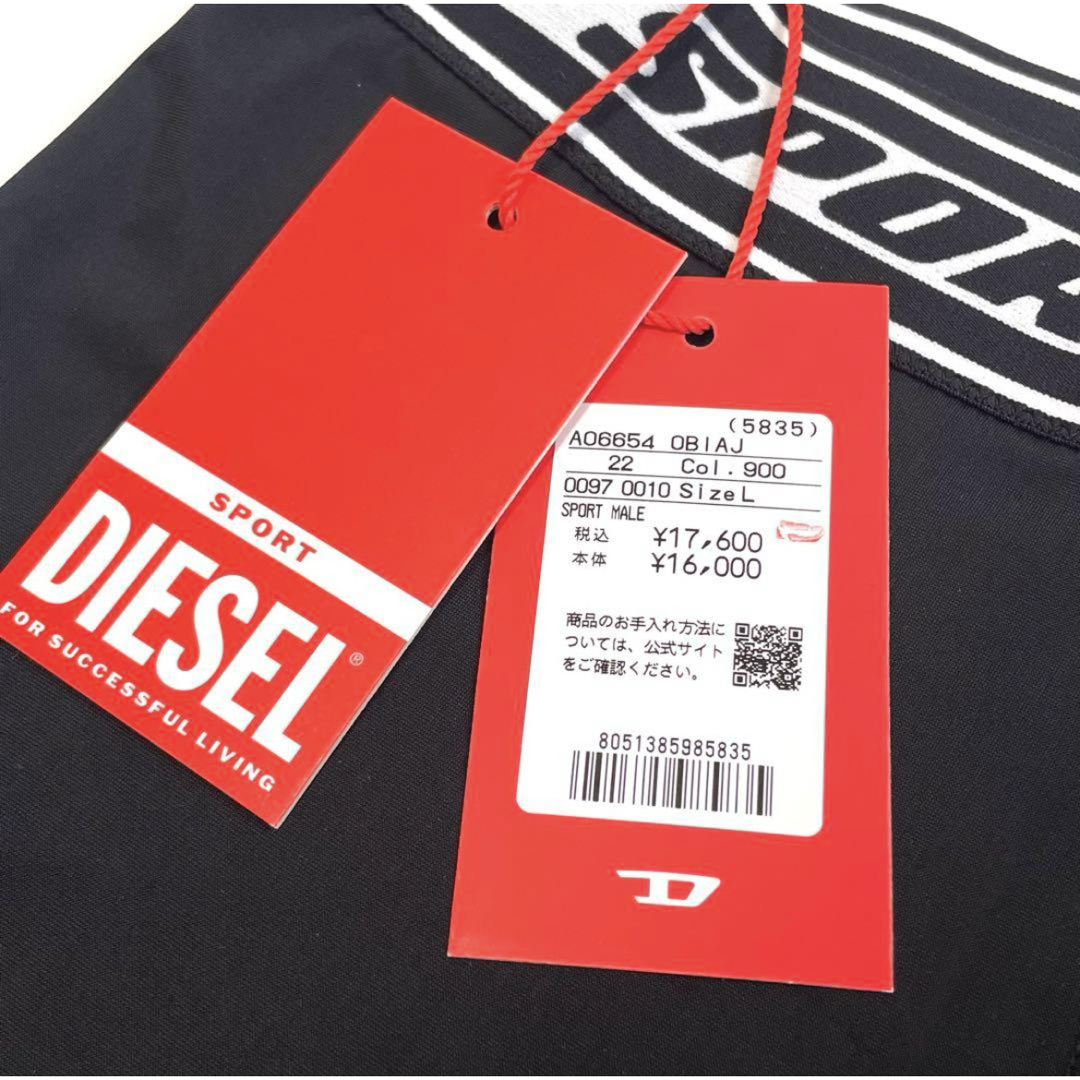 SPOR
SPORT
DIESEL®
FOR SUCCESSFUL LIVING
(5835)
A06654 0BIAJ
22 Col.900
0097 0010 Size L
SPORT MALE
税込 ¥17,600
本体 ¥16,000
商品のお手入れ方法に
ついては、公式サイト
をご確認ください。
8051385985835
D